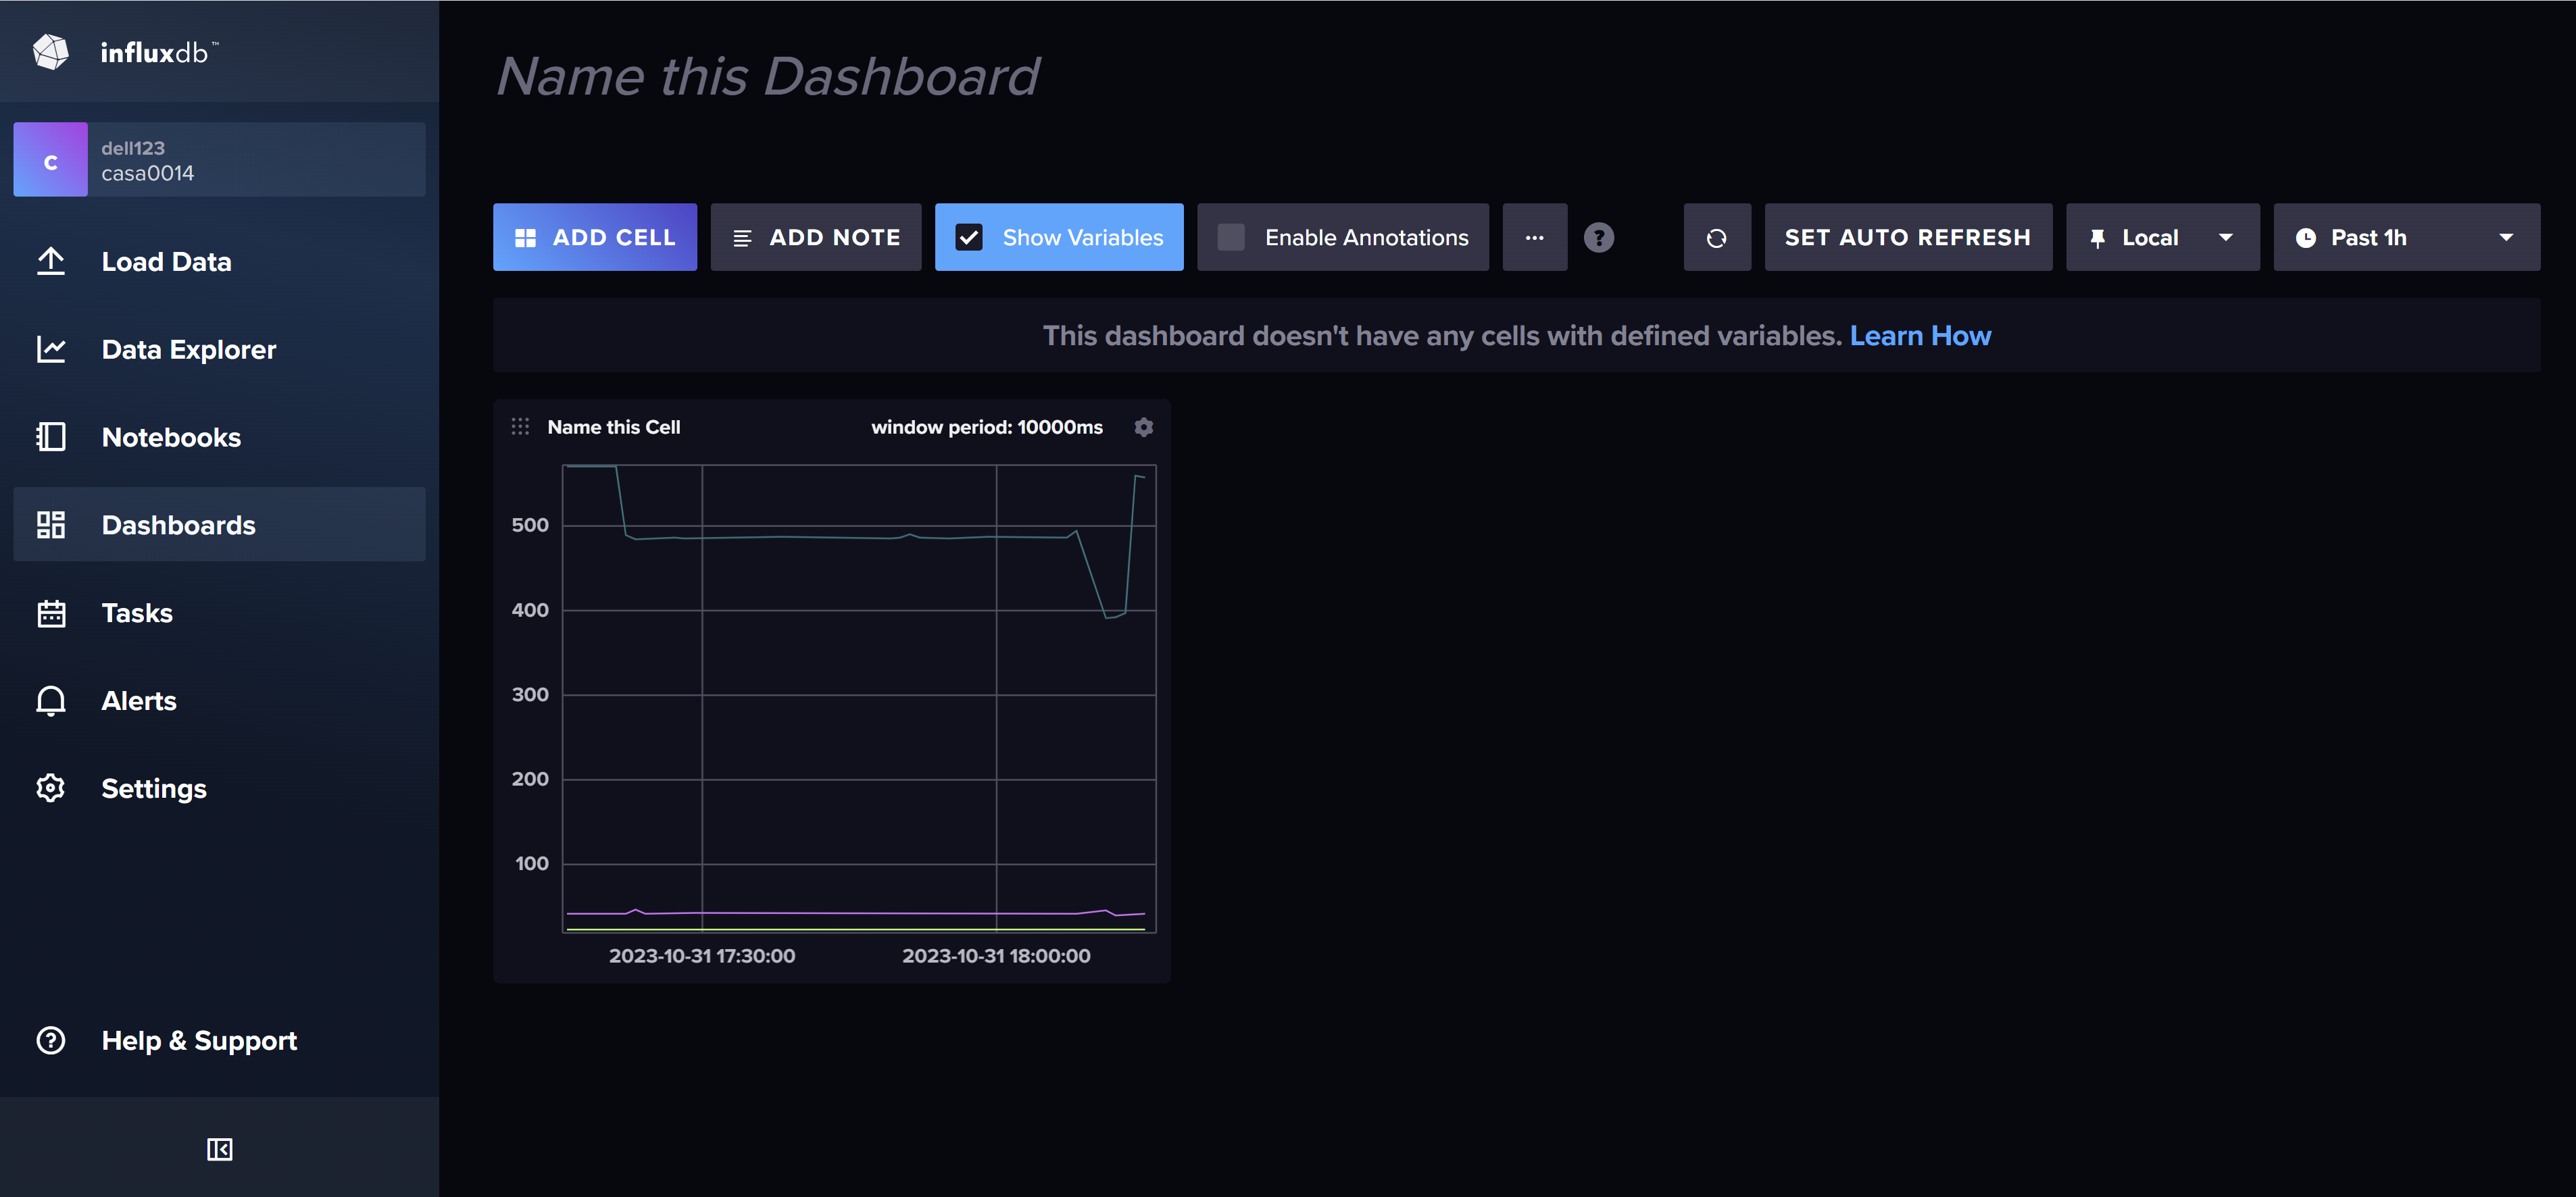 influxdb™
C
dell123
casa0014
Load Data
Data Explorer
Notebooks
Dashboards
Tasks
Alerts
Settings
Help & Support
Name this Dashboard
ADD CELL
ADD NOTE
Show Variables
Enable Annotations
...
?
SET AUTO REFRESH
Local
Past 1h
This dashboard doesn't have any cells with defined variables. Learn How
Name this Cell
window period: 10000ms
500
400
300
200
100
2023-10-31 17:30:00
2023-10-31 18:00:00